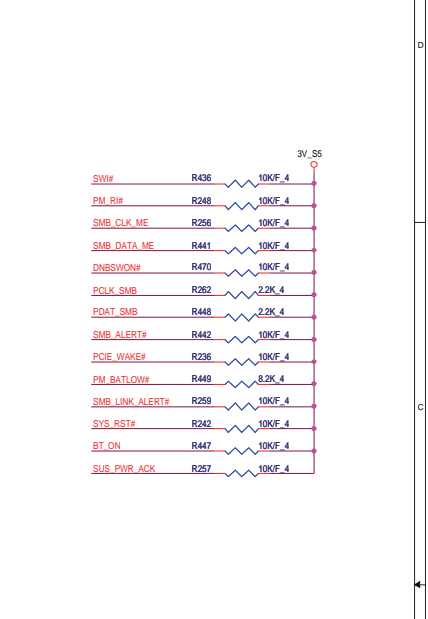 D
3V_S5
SWI# R436 10K/F_4
PM_RI# R248 10K/F_4
SMB_CLK_ME R256 10K/F_4
SMB_DATA_ME R441 10K/F_4
DNBSWON# R470 10K/F_4
PCLK_SMB R262 2.2K_4
PDAT_SMB R448 2.2K_4
SMB_ALERT# R442 10K/F_4
PCIE_WAKE# R236 10K/F_4
PM_BATLOW# R449 8.2K_4
SMB_LINK_ALERT# R259 10K/F_4
C
SYS_RST# R242 10K/F_4
BT_ON R447 10K/F_4
SUS_PWR_ACK R257 10K/F_4